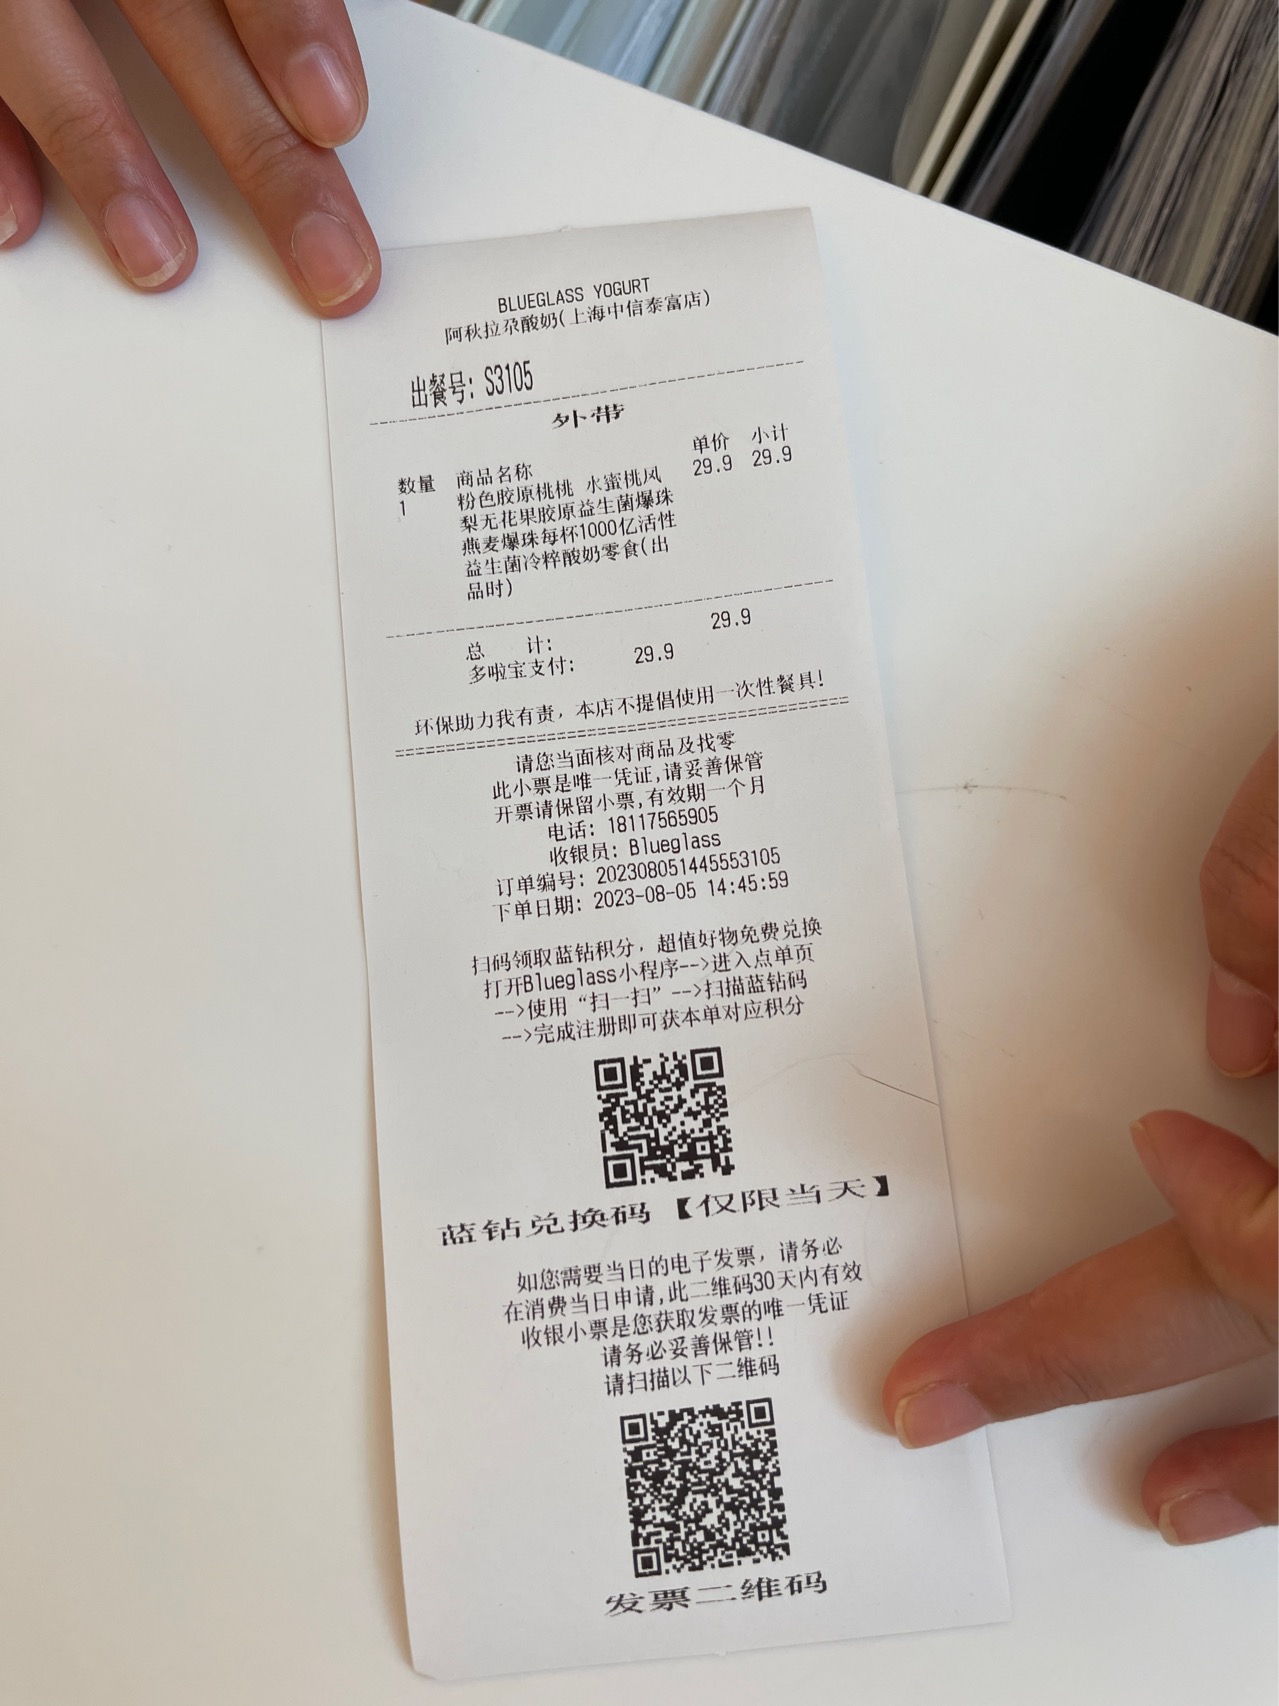 BLUEGLASS YOGURT
阿秋拉尕酸奶(上海中信泰富店)
出餐号: S3105
外带
数量 商品名称 单价 小计
1 粉色胶原桃桃 水蜜桃凤 29.9 29.9
梨无花果胶原益生菌爆珠
燕麦爆珠每杯1000亿活性
益生菌冷粹酸奶零食(出
品时)
总 计: 29.9
多啦宝支付: 29.9
环保助力我有责, 本店不提倡使用一次性餐具!
请您当面核对商品及找零
此小票是唯一凭证,请妥善保管
开票请保留小票,有效期一个月
电话: 18117565905
收银员: Blueglass
订单编号: 202308051445553105
下单日期: 2023-08-05 14:45:59
扫码领取蓝钻积分, 超值好物免费兑换
打开Blueglass小程序-->进入点单页
-->使用“扫一扫”-->扫描蓝钻码
-->完成注册即可获本单对应积分
蓝钻兑换码【仅限当天】
如您需要当日的电子发票, 请务必
在消费当日申请,此二维码30天内有效
收银小票是您获取发票的唯一凭证
请务必妥善保管!!
请扫描以下二维码
发票二维码